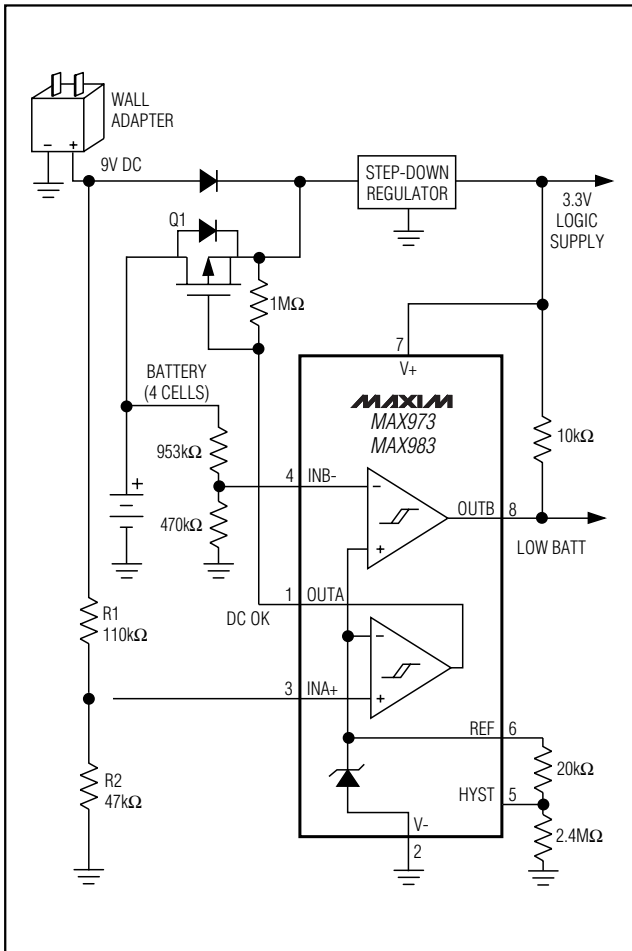 WALL
ADAPTER
– +
9V DC
STEP-DOWN
REGULATOR
3.3V
LOGIC
SUPPLY
Q1
1MΩ
7
V+
BATTERY
(4 CELLS)
MAXIM
MAX973
MAX983
10kΩ
953kΩ
4 INB-
–
OUTB 8
+
470kΩ
+
LOW BATT
1 OUTA
DC OK
R1
110kΩ
–
3 INA+
+
REF 6
20kΩ
R2
47kΩ
HYST 5
2.4MΩ
V-
2